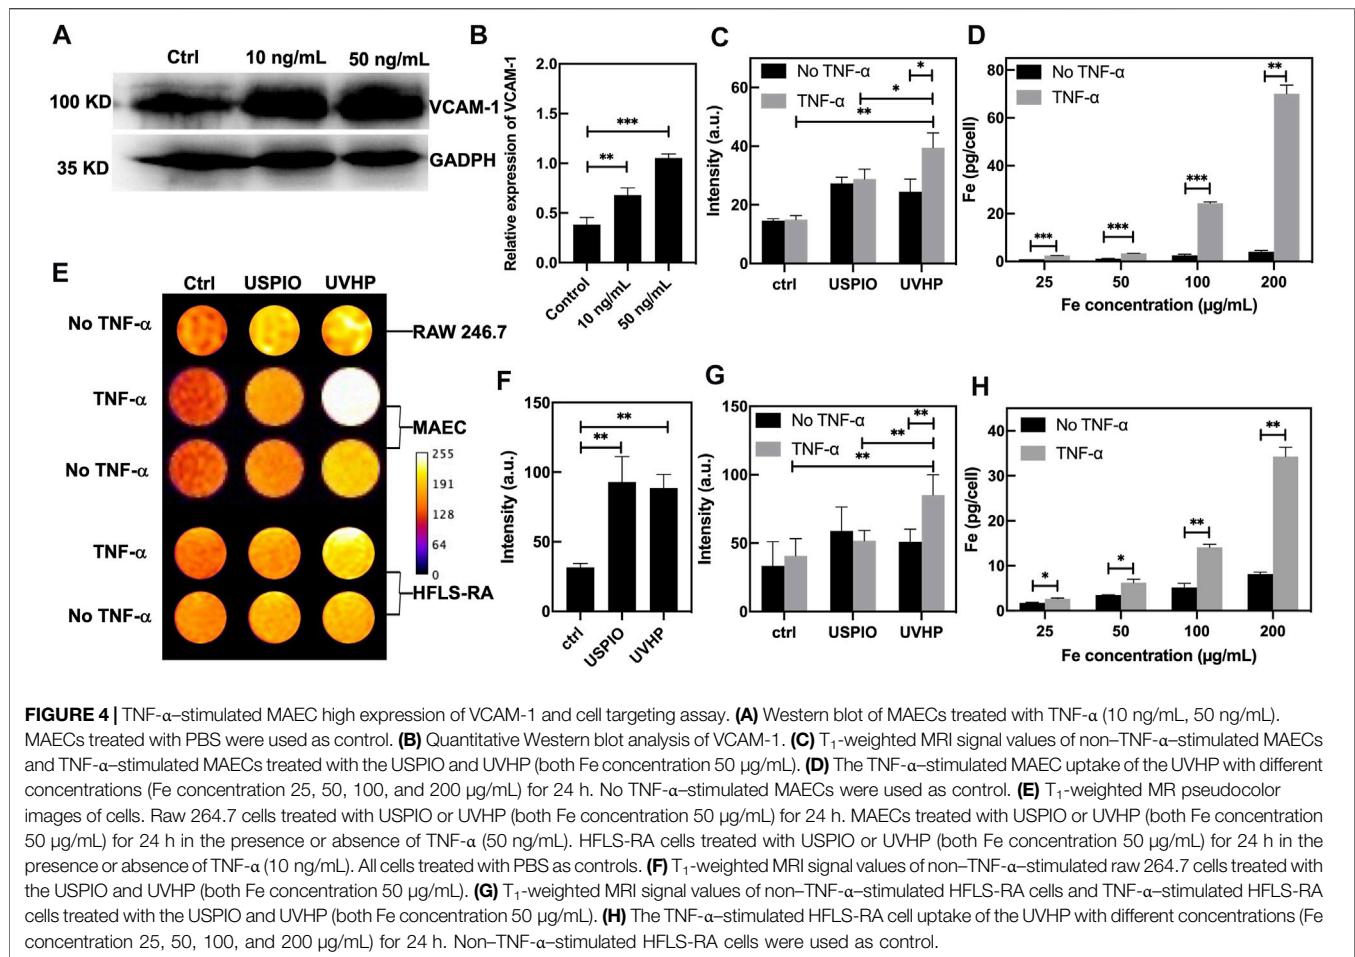 A
Ctrl
10 ng/mL
50 ng/mL
100 KD
VCAM-1
35 KD
GADPH
B
Relative expression of VCAM-1
2.0
1.5
1.0
0.5
0.0
***
**
Control
10 ng/mL
50 ng/mL
C
Intensity (a.u.)
60
40
20
0
No TNF-α
TNF-α
*
*
**
ctrl
USPIO
UVHP
D
Fe (pg/cell)
80
60
40
20
0
No TNF-α
TNF-α
***
***
***
**
25
50
100
200
Fe concentration (μg/mL)
E
Ctrl
USPIO
UVHP
No TNF-α
RAW 246.7
TNF-α
MAEC
No TNF-α
255
191
128
64
0
TNF-α
HFLS-RA
No TNF-α
F
Intensity (a.u.)
150
100
50
0
**
**
ctrl
USPIO
UVHP
G
Intensity (a.u.)
150
100
50
0
No TNF-α
TNF-α
**
**
**
ctrl
USPIO
UVHP
H
Fe (pg/cell)
40
30
20
10
0
No TNF-α
TNF-α
*
*
**
**
25
50
100
200
Fe concentration (μg/mL)
FIGURE 4 | TNF-α–stimulated MAEC high expression of VCAM-1 and cell targeting assay. (A) Western blot of MAECs treated with TNF-α (10 ng/mL, 50 ng/mL).
MAECs treated with PBS were used as control. (B) Quantitative Western blot analysis of VCAM-1. (C) T₁-weighted MRI signal values of non–TNF-α–stimulated MAECs
and TNF-α–stimulated MAECs treated with the USPIO and UVHP (both Fe concentration 50 μg/mL). (D) The TNF-α–stimulated MAEC uptake of the UVHP with different
concentrations (Fe concentration 25, 50, 100, and 200 μg/mL) for 24 h. No TNF-α–stimulated MAECs were used as control. (E) T₁-weighted MR pseudocolor
images of cells. Raw 264.7 cells treated with USPIO or UVHP (both Fe concentration 50 μg/mL) for 24 h. MAECs treated with USPIO or UVHP (both Fe concentration
50 μg/mL) for 24 h in the presence or absence of TNF-α (50 ng/mL). HFLS-RA cells treated with USPIO or UVHP (both Fe concentration 50 μg/mL) for 24 h in the
presence or absence of TNF-α (10 ng/mL). All cells treated with PBS as controls. (F) T₁-weighted MRI signal values of non–TNF-α–stimulated raw 264.7 cells treated with
the USPIO and UVHP (both Fe concentration 50 μg/mL). (G) T₁-weighted MRI signal values of non–TNF-α–stimulated HFLS-RA cells and TNF-α–stimulated HFLS-RA
cells treated with the USPIO and UVHP (both Fe concentration 50 μg/mL). (H) The TNF-α–stimulated HFLS-RA cell uptake of the UVHP with different concentrations (Fe
concentration 25, 50, 100, and 200 μg/mL) for 24 h. Non–TNF-α–stimulated HFLS-RA cells were used as control.